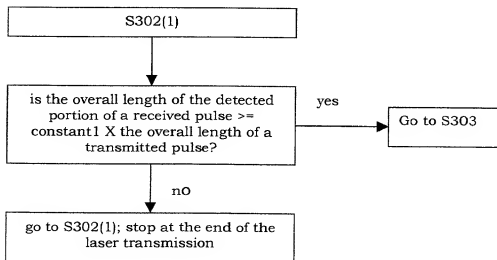 S302(1)
is the overall length of the detected
portion of a received pulse >=
constant1 X the overall length of a
transmitted pulse?
yes
Go to S303
no
go to S302(1); stop at the end of the
laser transmission